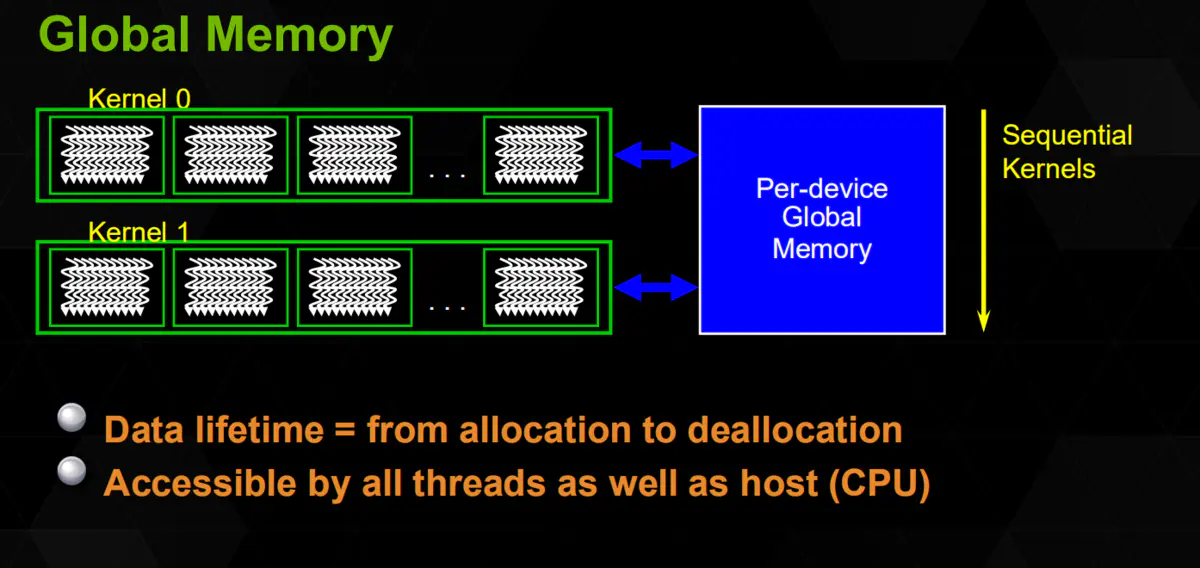 Global Memory
Kernel 0
. . .
Kernel 1
. . .
Per-device
Global
Memory
Sequential
Kernels
Data lifetime = from allocation to deallocation
Accessible by all threads as well as host (CPU)